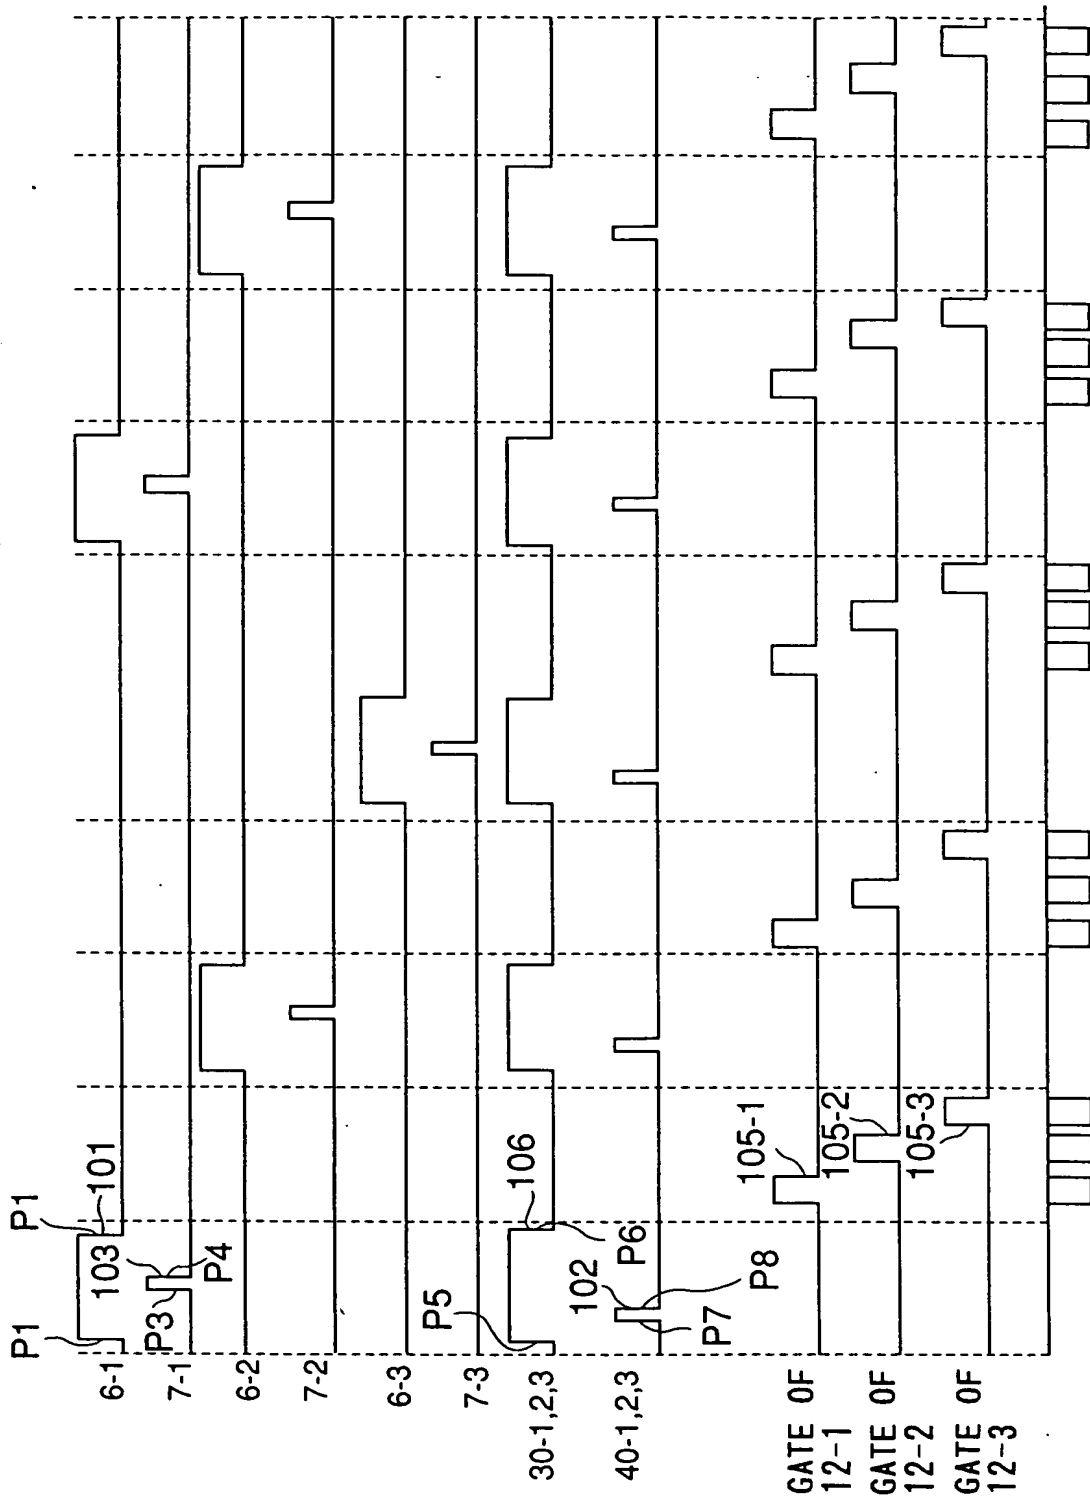 6-1
P1
P1
101
7-1
P3
103
P4
6-2
7-2
6-3
7-3
30-1,2,3
P5
P6
106
40-1,2,3
P7
102
P8
GATE OF
12-1
105-1
GATE OF
12-2
105-2
GATE OF
12-3
105-3